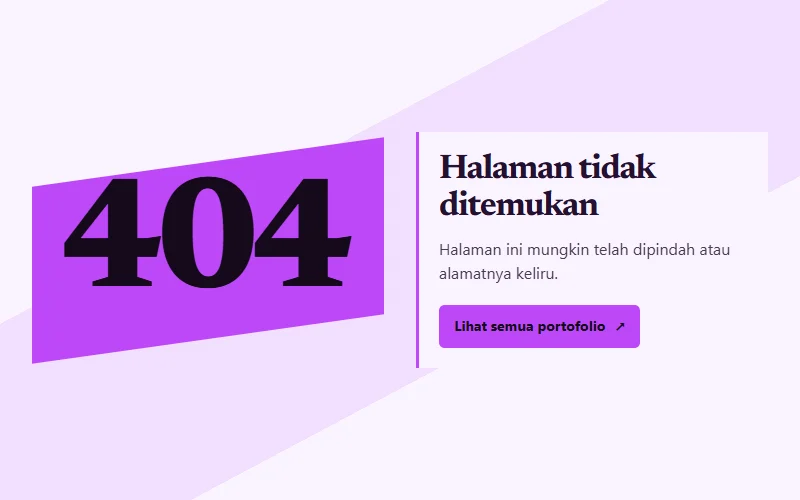 404
Halaman tidak
ditemukan
Halaman ini mungkin telah dipindah atau
alamatnya keliru.
Lihat semua portofolio ↗